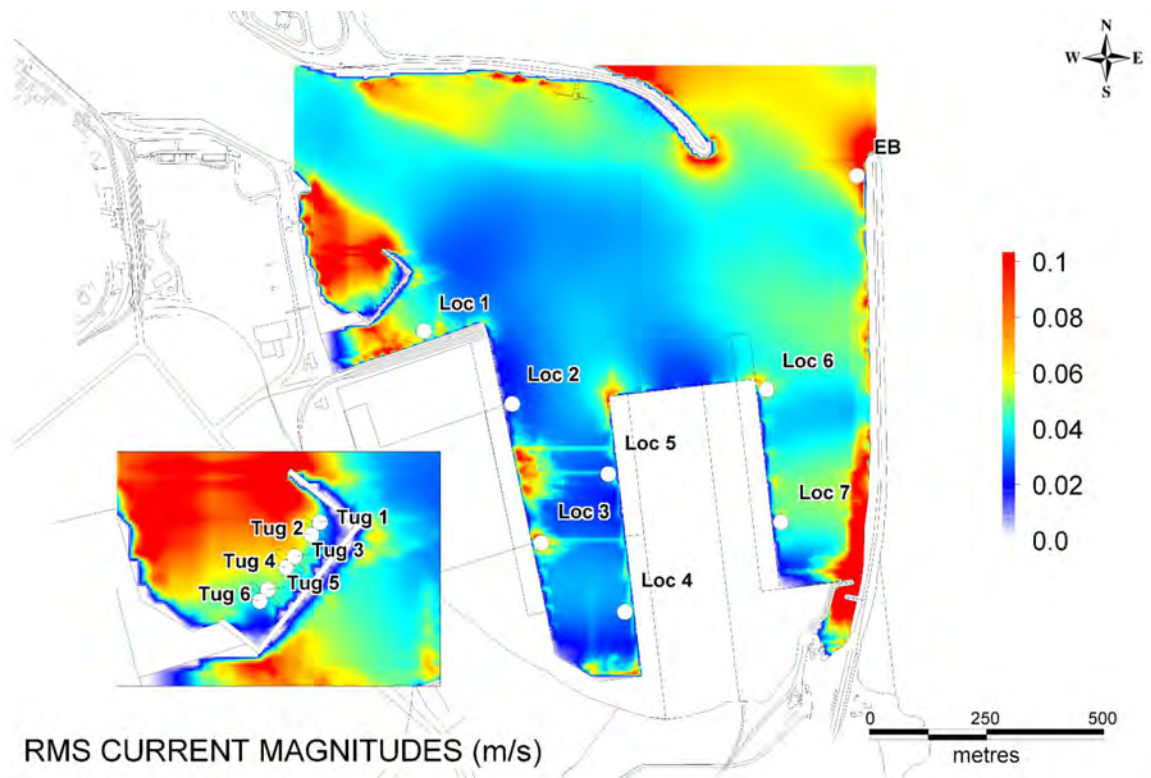 N
W E
S
EB
Loc 1
Loc 2
Loc 6
Loc 5
Loc 3
Loc 7
Loc 4
0.1
0.08
0.06
0.04
0.02
0.0
Tug 1
Tug 2
Tug 3
Tug 4
Tug 5
Tug 6
0 250 500
metres
RMS CURRENT MAGNITUDES (m/s)